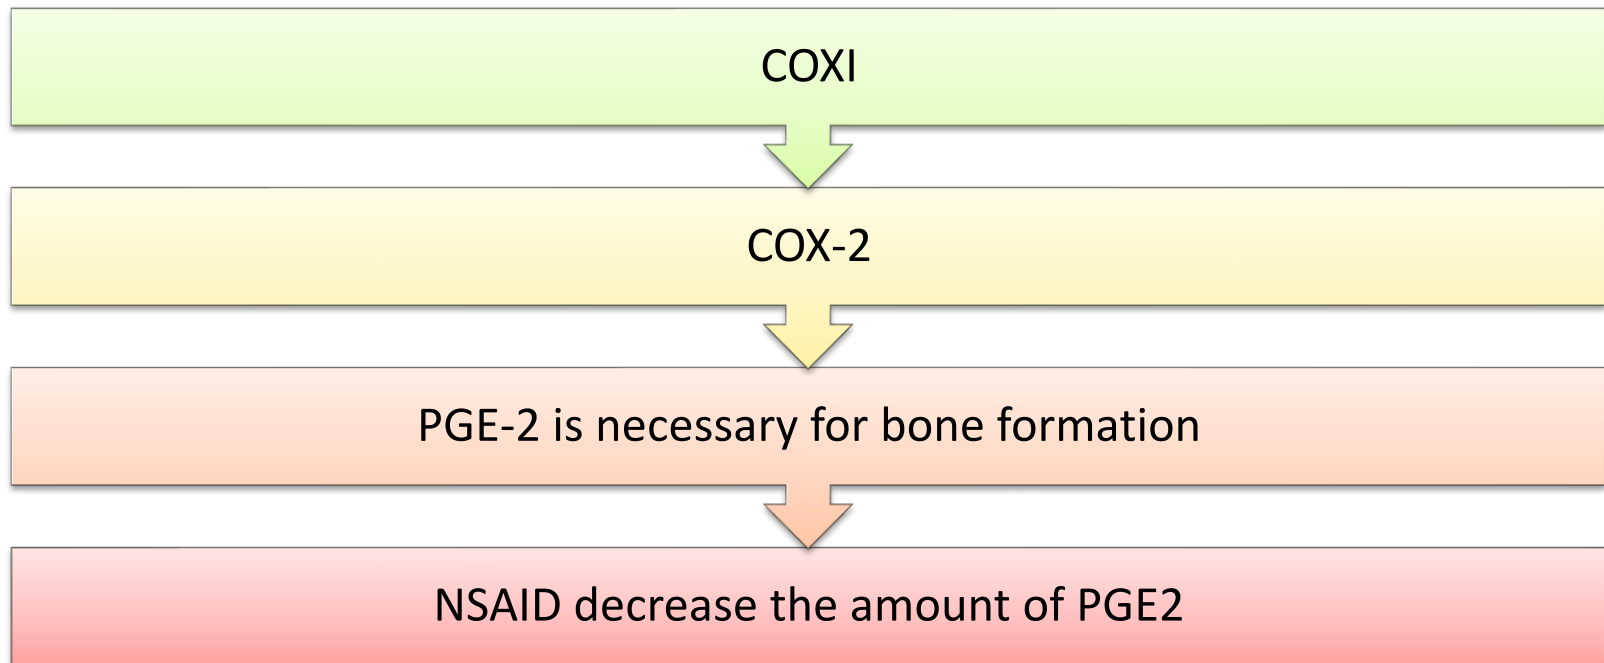 COXI
COX-2
PGE-2 is necessary for bone formation
NSAID decrease the amount of PGE2